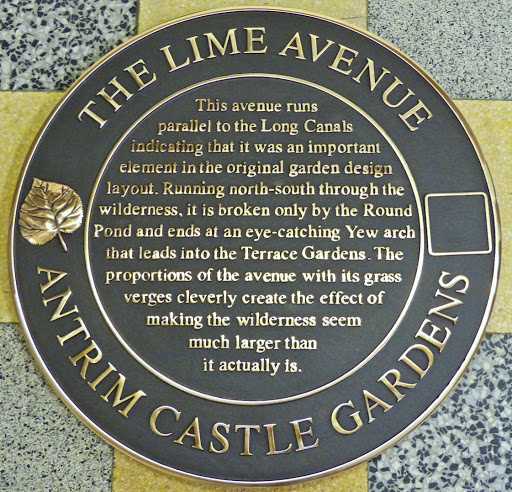 THE LIME AVENUE
This avenue runs
parallel to the Long Canals
indicating that it was an important
element in the original garden design
layout. Running north-south through the
wilderness, it is broken only by the Round
Pond and ends at an eye-catching Yew arch
that leads into the Terrace Gardens. The
proportions of the avenue with its grass
verges cleverly create the effect of
making the wilderness seem
much larger than
it actually is.
ANTRIM CASTLE GARDENS